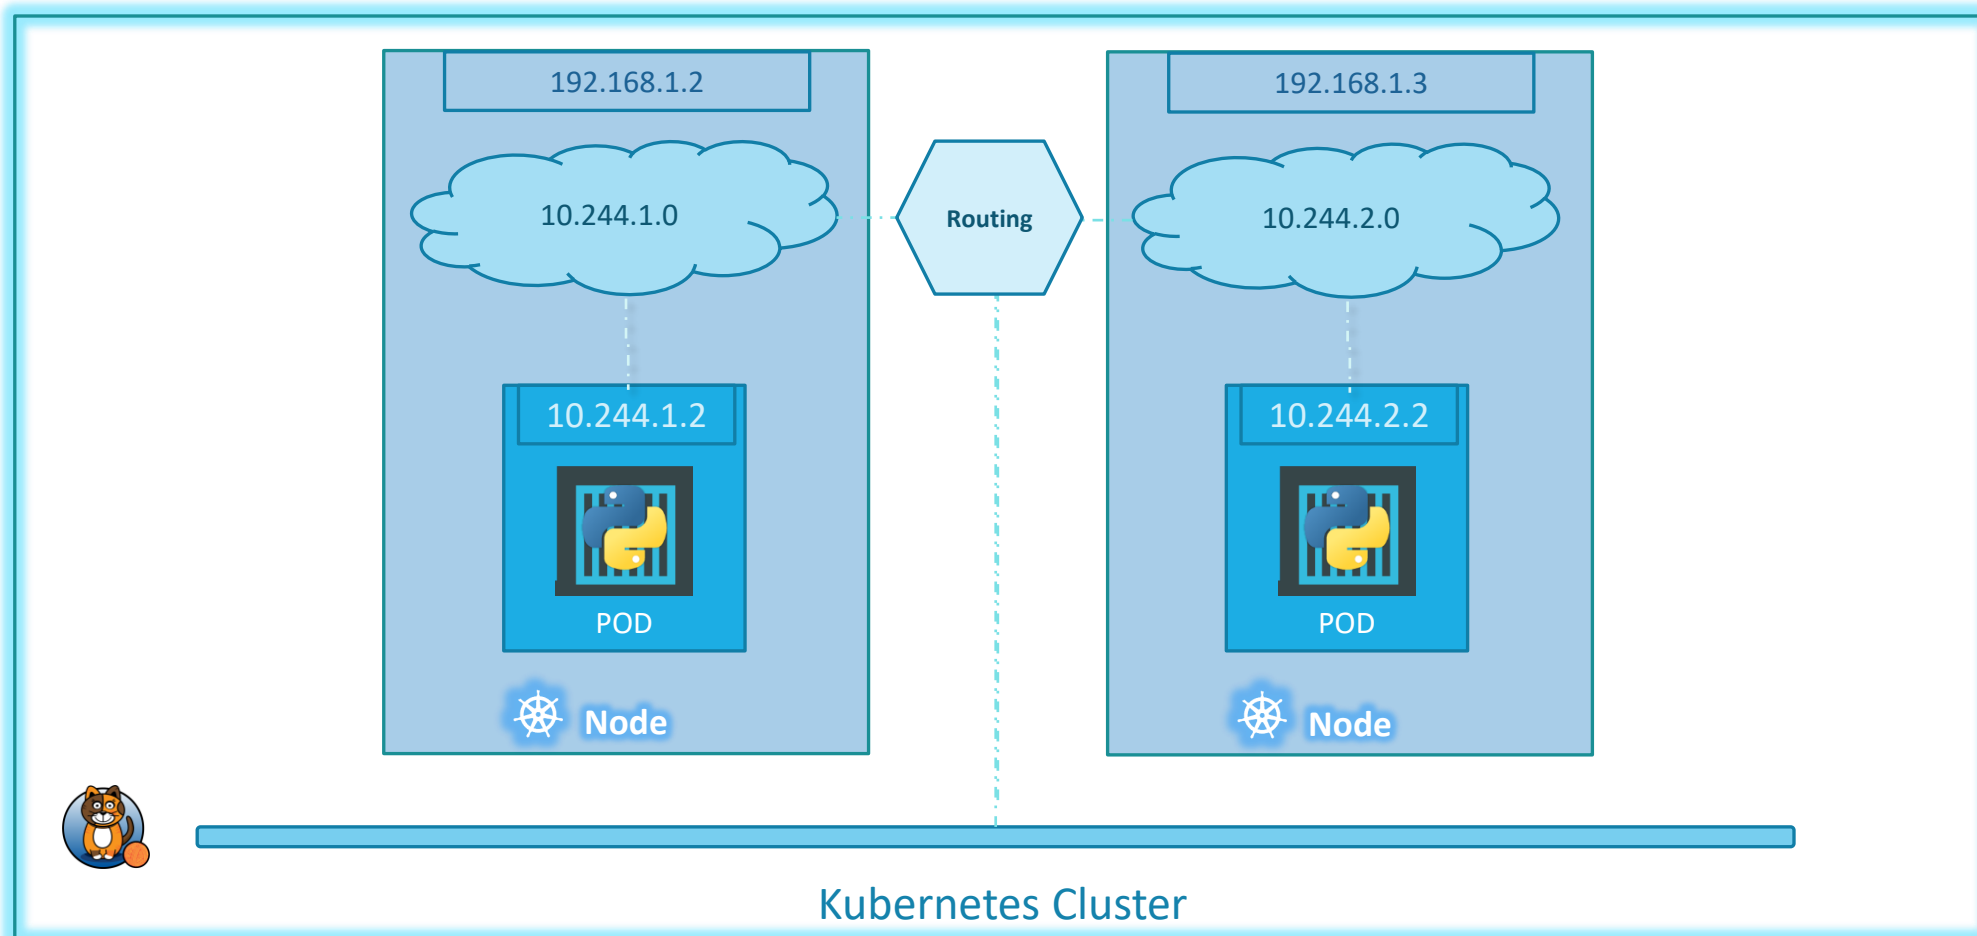 192.168.1.2
192.168.1.3
10.244.1.0
Routing
10.244.2.0
10.244.1.2
10.244.2.2
POD
POD
Node
Node
Kubernetes Cluster